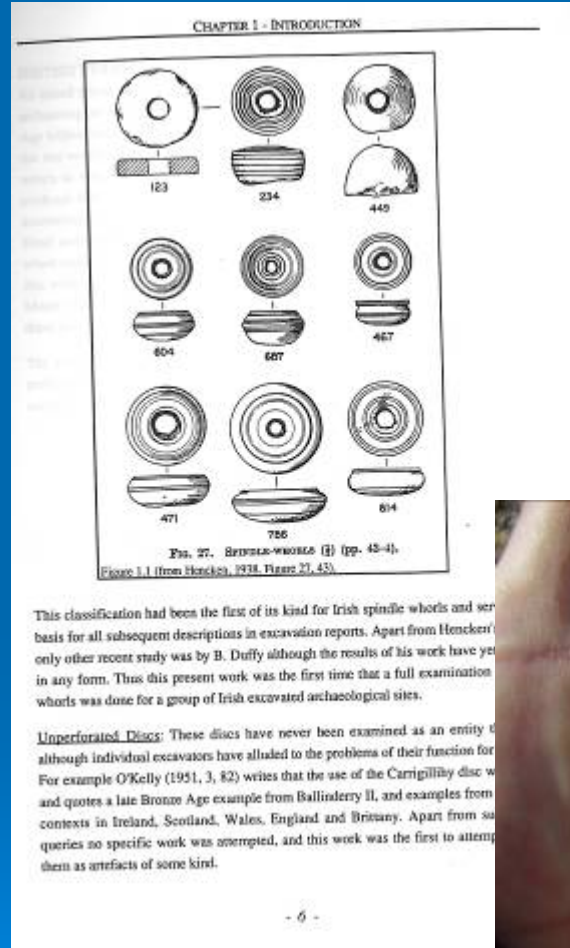 CHAPTER 1 - INTRODUCTION
123
234
449
604
687
467
471
786
614
FIG. 27. SPINDLE-WHORLS (⅔) (pp. 42-4).
Figure 1.1 (from Hencken, 1938, Figure 27, 43).
This classification had been the first of its kind for Irish spindle whorls and
basis for all subsequent descriptions in excavation reports. Apart from
only other recent study was by B. Duffy although the results of his work have
in any form. Thus this present work was the first time that a full examination
whorls was done for a group of Irish excavated archaeological sites.
Unperforated Discs: These discs have never been examined as an entity
although individual excavators have alluded to the problems of their function for
For example O'Kelly (1951, 3, 82) writes that the use of the Carrigillihy disc
and quotes a late Bronze Age example from Ballinderry II, and examples from
contexts in Ireland, Scotland, Wales, England and Brittany. Apart from
queries no specific work was attempted, and this work was the first to
them as artefacts of some kind.
- 6 -